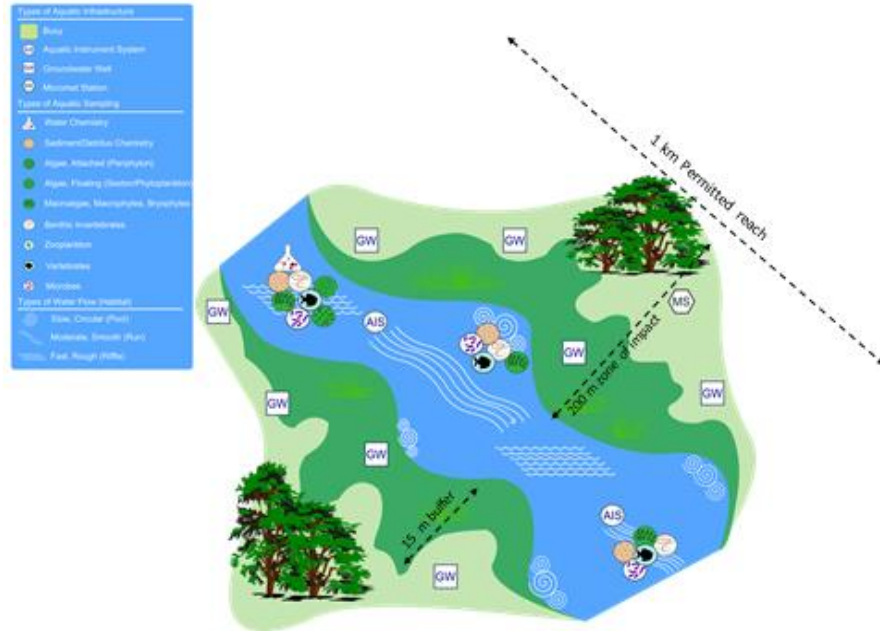 Types of Aquatic Infrastructure
Buoy
Aquatic Instrument System
Groundwater Well
Micromet Station
Types of Aquatic Sampling
Water Chemistry
Sediment/Detritus Chemistry
Algae, Attached (Periphyton)
Algae, Floating (Seston/Phytoplankton)
Macroalgae, Macrophytes, Bryophytes
Benthic Invertebrates
Zooplankton
Vertebrates
Microbes
Types of Water Flow (Habitat)
Slow, Circular (Pool)
Moderate, Smooth (Run)
Fast, Rough (Riffle)
1 km Permitted reach
GW
GW
MS
GW
AIS
200 m zone of impact
GW
GW
GW
GW
15 m buffer
AIS
GW